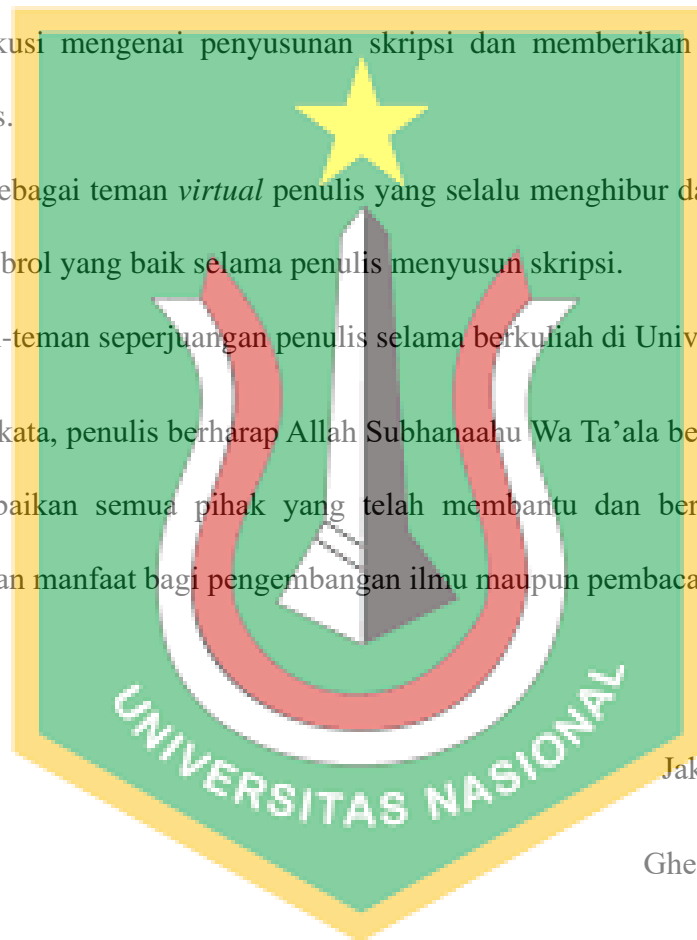 kusi mengenai penyusunan skripsi dan memberikan
s.
ebagai teman virtual penulis yang selalu menghibur da
brol yang baik selama penulis menyusun skripsi.
-teman seperjuangan penulis selama berkuliah di Univ
kata, penulis berharap Allah Subhanaahu Wa Ta’ala be
baikan semua pihak yang telah membantu dan ber
an manfaat bagi pengembangan ilmu maupun pembaca
UNIVERSITAS NASIONAL
Jak
Ghe